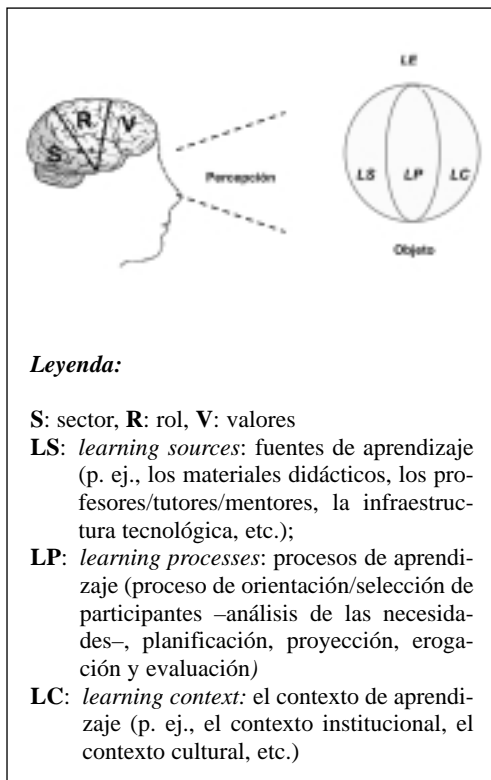 LE
R
V
S
Percepción
LS
LP
LC
Objeto
Leyenda:
S: sector, R: rol, V: valores
LS: learning sources: fuentes de aprendizaje
(p. ej., los materiales didácticos, los pro-
fesores/tutores/mentores, la infraestruc-
tura tecnológica, etc.);
LP: learning processes: procesos de aprendi-
zaje (proceso de orientación/selección de
participantes –análisis de las necesida-
des–, planificación, proyección, eroga-
ción y evaluación)
LC: learning context: el contexto de aprendi-
zaje (p. ej., el contexto institucional, el
contexto cultural, etc.)